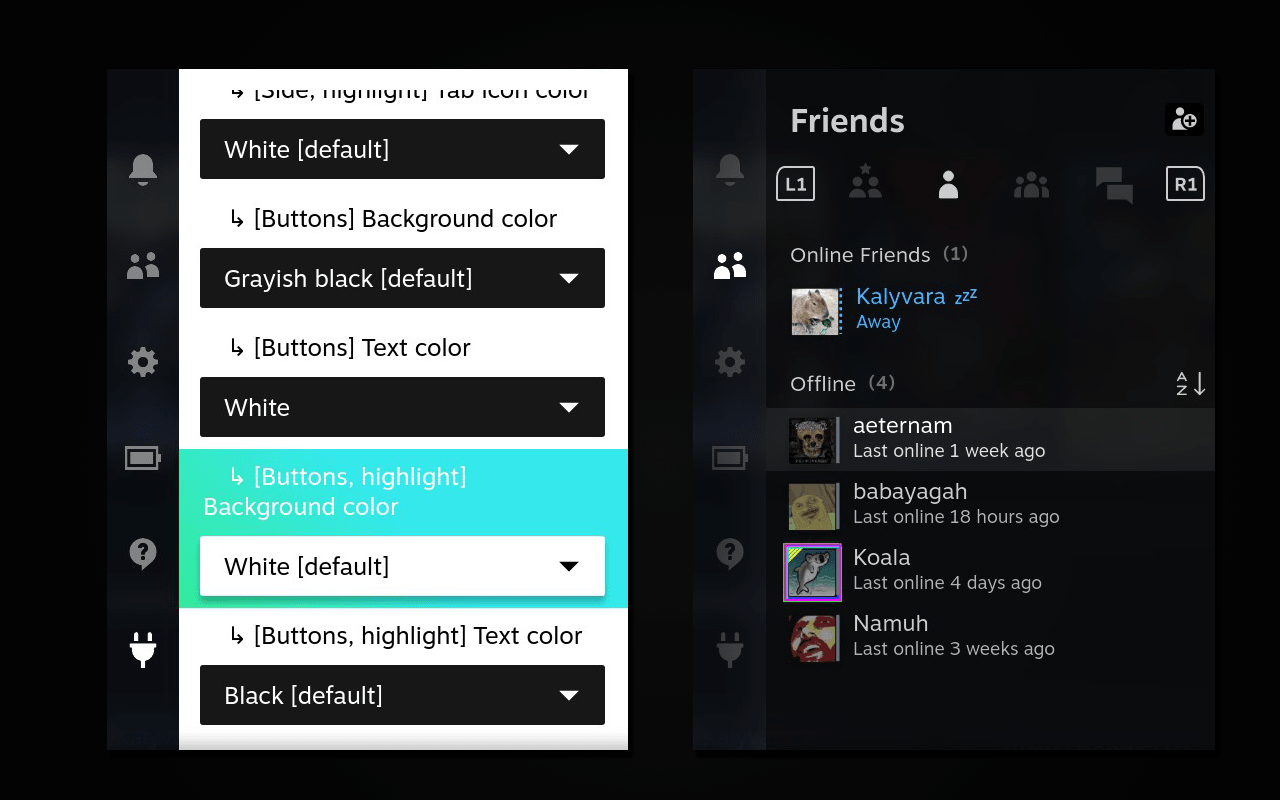 ↳ [Side, highlight] Tab icon color
White [default]
↳ [Buttons] Background color
Grayish black [default]
↳ [Buttons] Text color
White
↳ [Buttons, highlight]
Background color
White [default]
↳ [Buttons, highlight] Text color
Black [default]
Friends
L1
R1
Online Friends (1)
Kalyvara zzz
Away
Offline (4)
A
Z
aeternam
Last online 1 week ago
babayagah
Last online 18 hours ago
Koala
Last online 4 days ago
Namuh
Last online 3 weeks ago